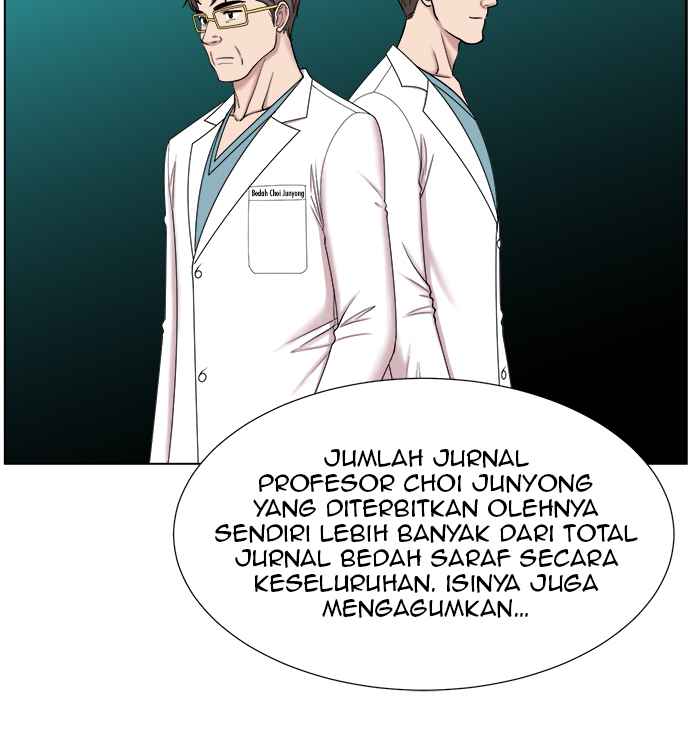 Bedah Choi Junyong
JUMLAH JURNAL
PROFESOR CHOI JUNYONG
YANG DITERBITKAN OLEHNYA
SENDIRI LEBIH BANYAK DARI TOTAL
JURNAL BEDAH SARAF SECARA
KESELURUHAN. ISINYA JUGA
MENGAGUMKAN...